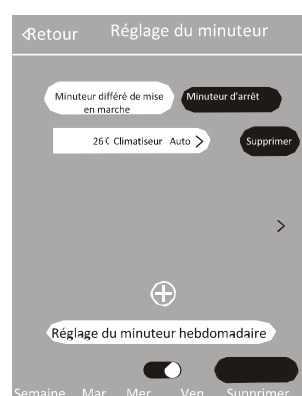 Retour Réglage du minuteur
Minuteur différé de mise
en marche
Minuteur d'arrêt
26C Climatiseur Auto >
Supprimer
>
Réglage du minuteur hebdomadaire
Semaine Mar Mer Ven Supprimer